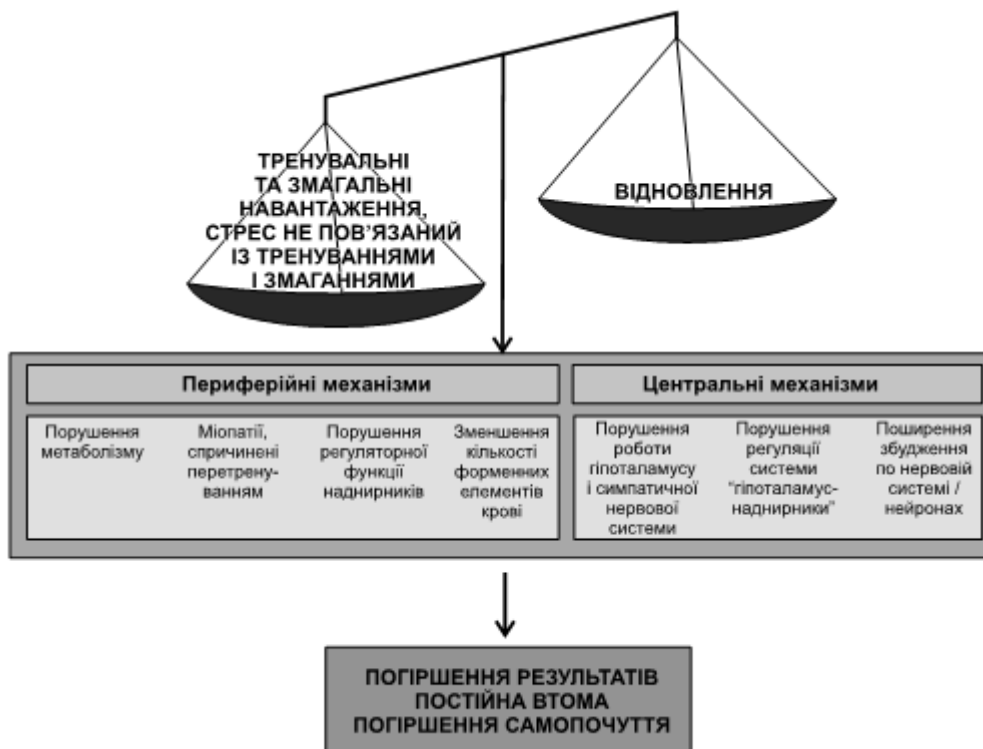 ТРЕНУВАЛЬНІ
ТА ЗМАГАЛЬНІ
НАВАНТАЖЕННЯ,
СТРЕС НЕ ПОВ'ЯЗАНИЙ
ІЗ ТРЕНУВАННЯМИ
І ЗМАГАННЯМИ
ВІДНОВЛЕННЯ
Периферійні механізми
Порушення
метаболізму
Міопатії,
спричинені
перетрену-
ванням
Порушення
регуляторної
функції
наднирників
Зменшення
кількості
форменних
елементів
крові
Центральні механізми
Порушення
роботи
гіпоталамусу
і симпатичної
нервової
системи
Порушення
регуляції
системи
"гіпоталамус-
наднирники"
Поширення
збудження
по нервовій
системі /
нейронах
ПОГІРШЕННЯ РЕЗУЛЬТАТІВ
ПОСТІЙНА ВТОМА
ПОГІРШЕННЯ САМОПОЧУТТЯ